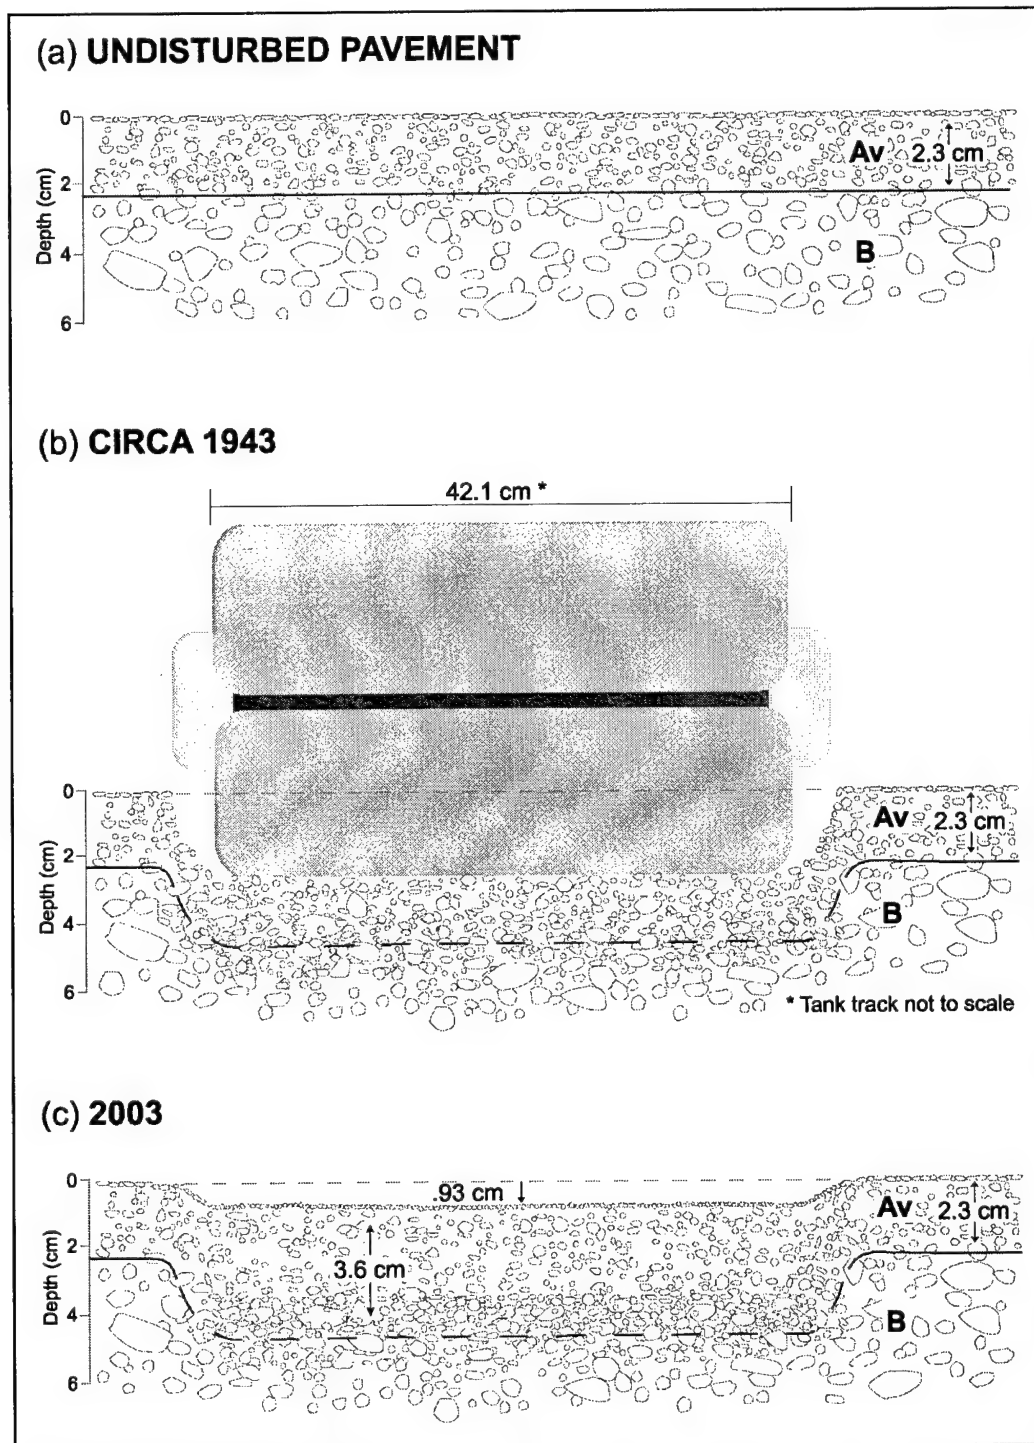 (a) UNDISTURBED PAVEMENT
0
2
4
6
Depth (cm)
Av 2.3 cm
B
(b) CIRCA 1943
42.1 cm *
0
2
4
6
Depth (cm)
Av 2.3 cm
B
* Tank track not to scale
(c) 2003
0
2
4
6
Depth (cm)
.93 cm
Av 2.3 cm
3.6 cm
B